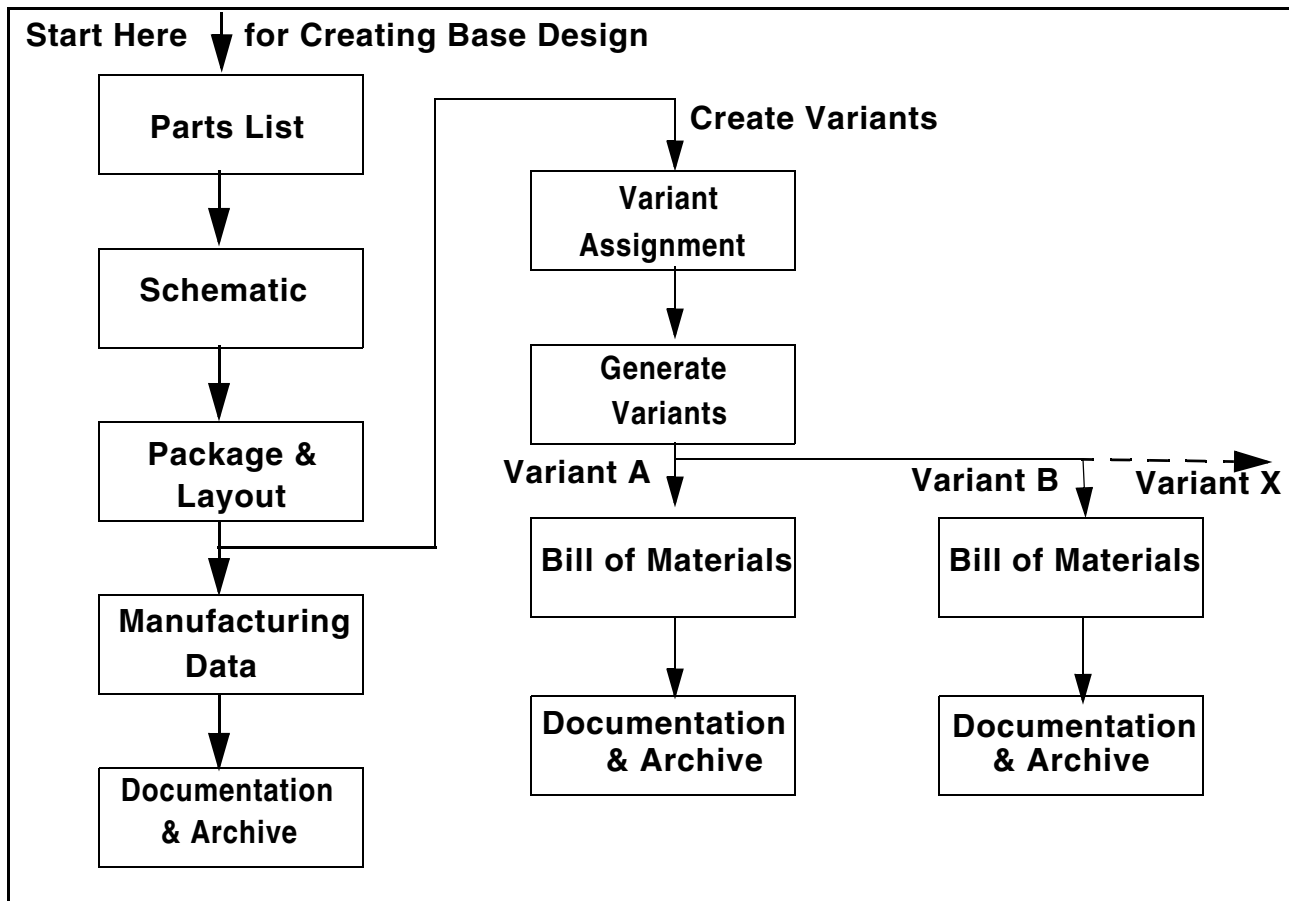 Start Here for Creating Base Design
Parts List
Schematic
Package &
Layout
Manufacturing
Data
Documentation
& Archive
Create Variants
Variant
Assignment
Generate
Variants
Variant A
Bill of Materials
Documentation
& Archive
Variant B
Bill of Materials
Documentation
& Archive
Variant X